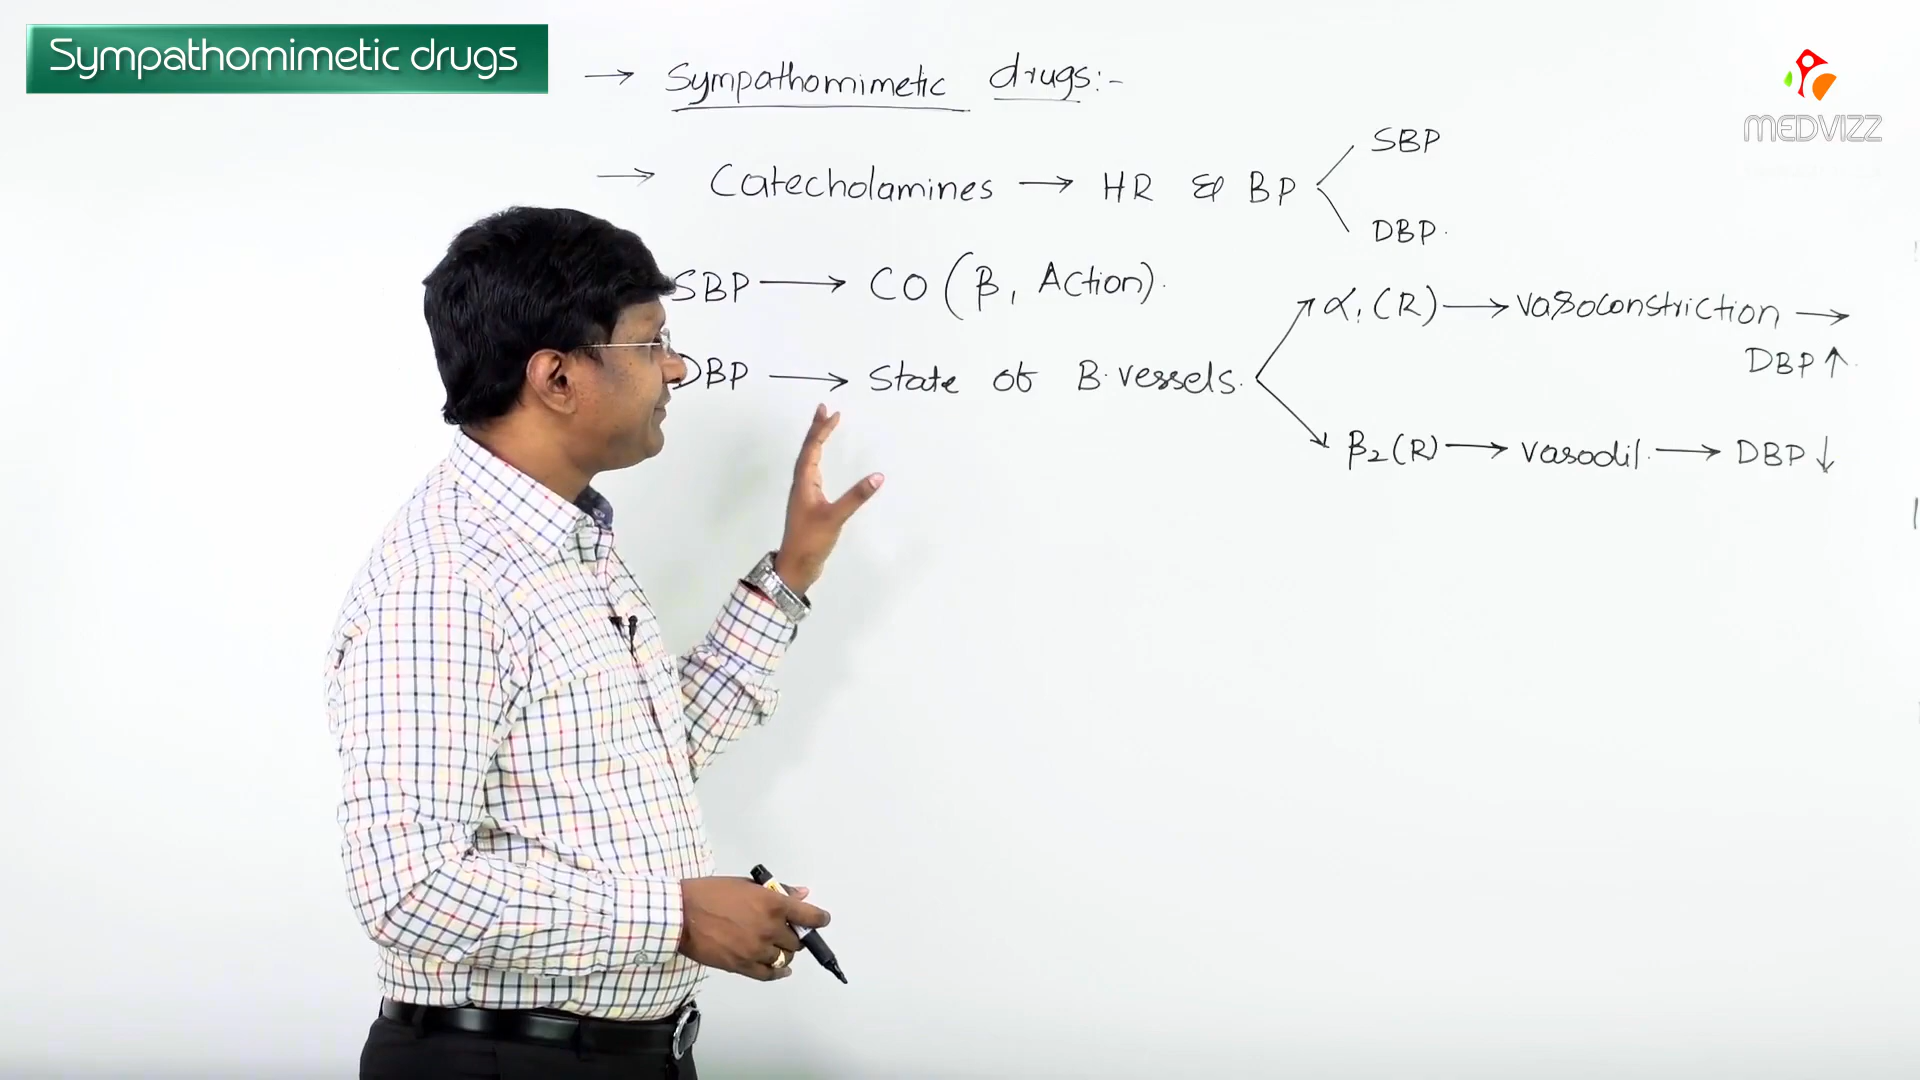 Sympathomimetic drugs
→ Sympathomimetic drugs:-
MEDVIZZ
→ Catecholamines → HR & BP
SBP
DBP.
SBP → CO (β1 Action).
DBP → State of B.vessels.
α1 (R) → vasoconstriction →
DBP ↑.
β2 (R) → vasodil. → DBP ↓